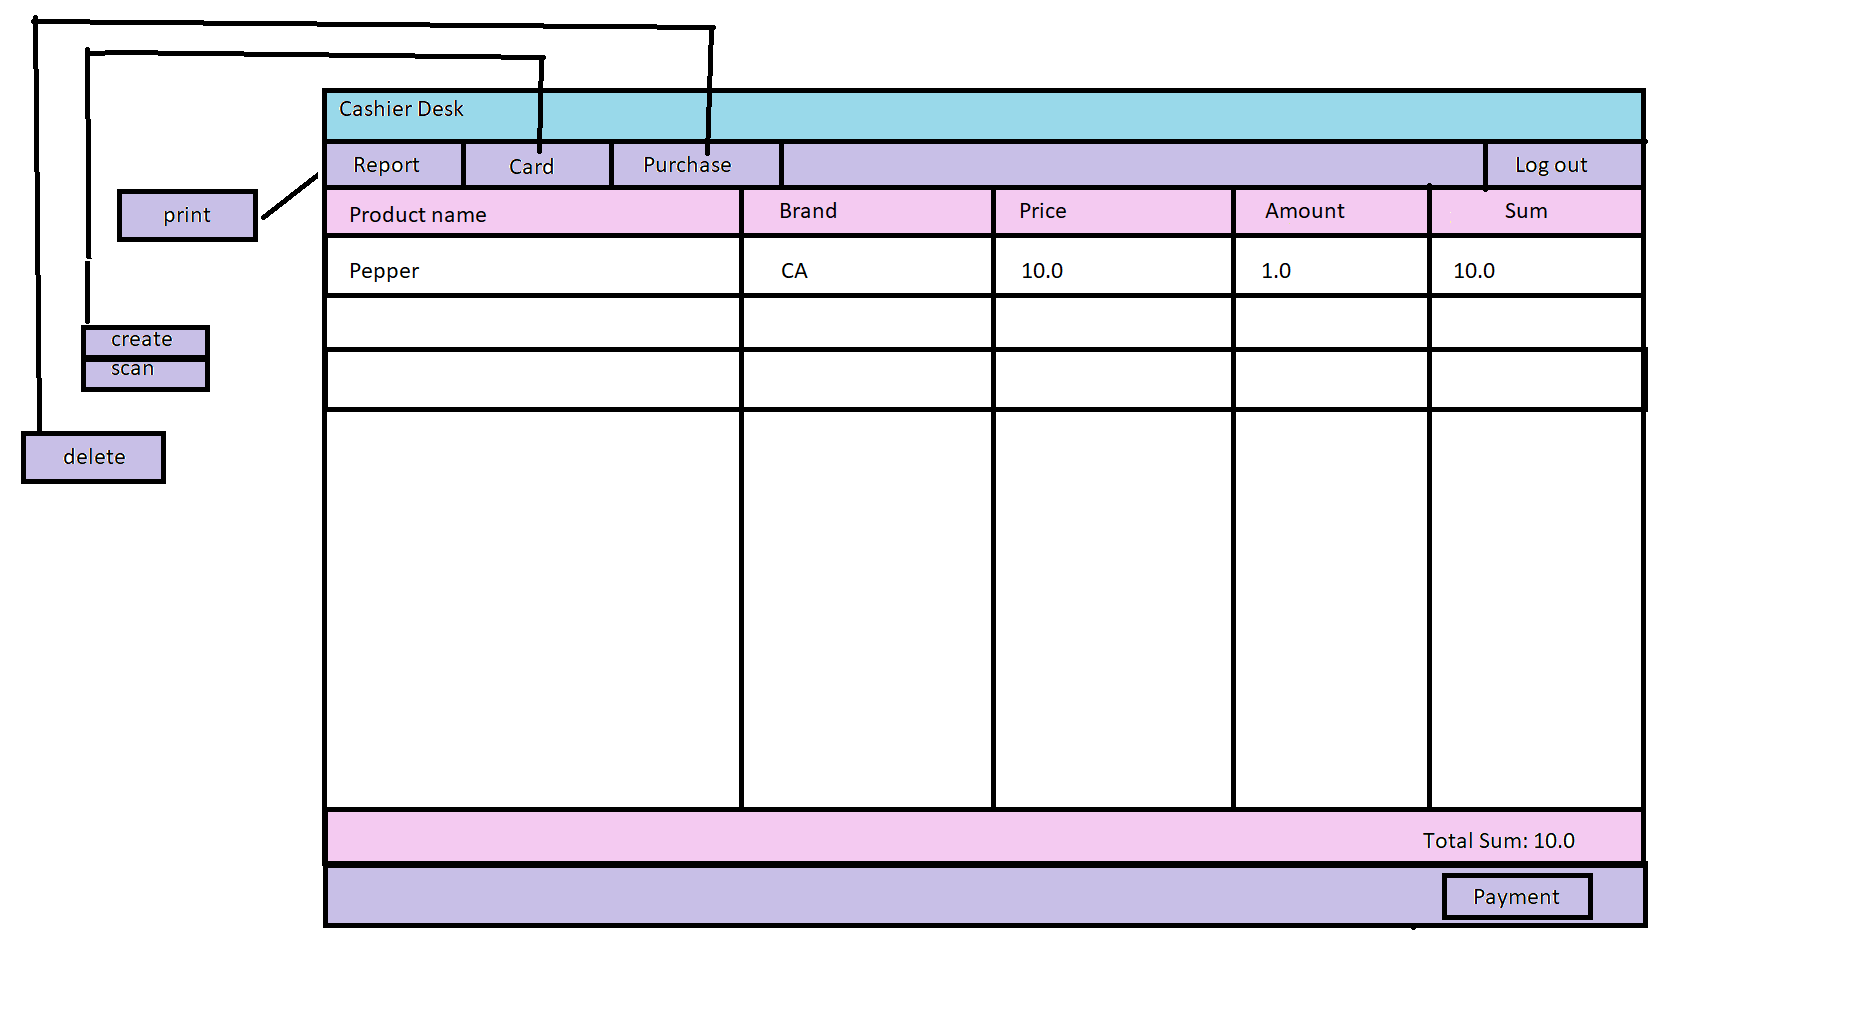 Cashier Desk
Report Card Purchase Log out
print
Product name Brand Price Amount Sum
Pepper CA 10.0 1.0 10.0
create
scan
delete
Total Sum: 10.0
Payment